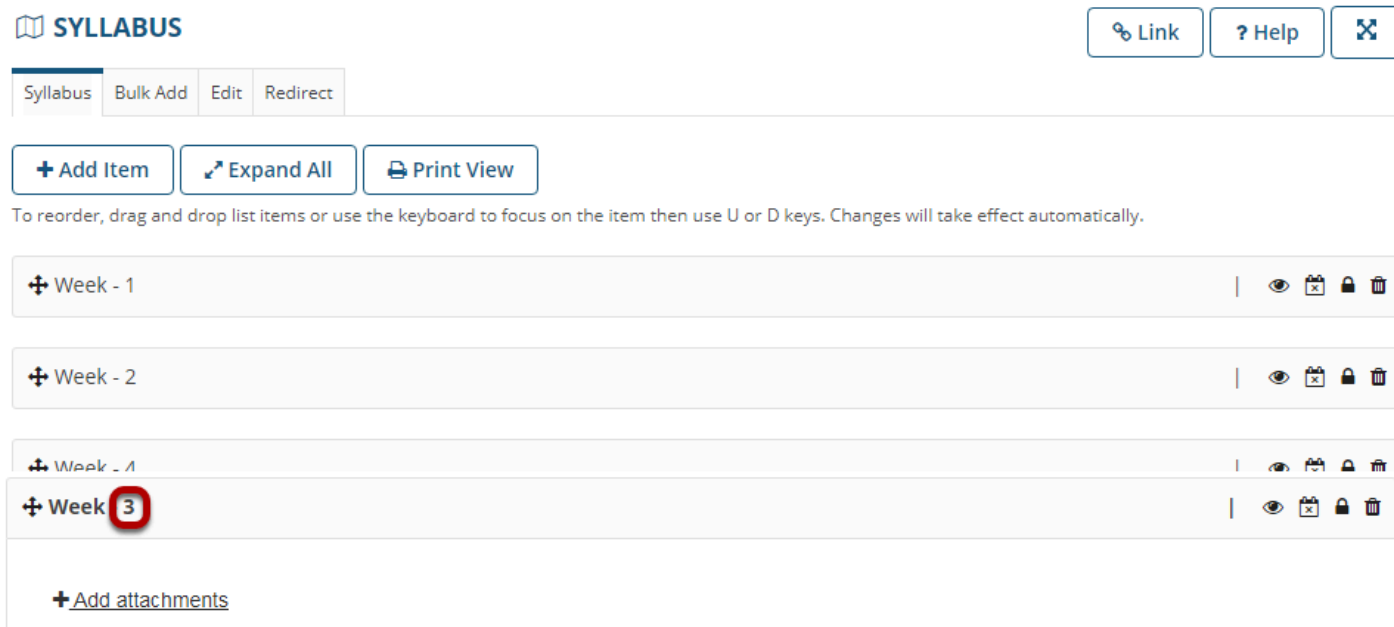 SYLLABUS
Link
? Help
Syllabus
Bulk Add
Edit
Redirect
+ Add Item
Expand All
Print View
To reorder, drag and drop list items or use the keyboard to focus on the item then use U or D keys. Changes will take effect automatically.
Week - 1
Week - 2
Week - 4
Week 3
+ Add attachments